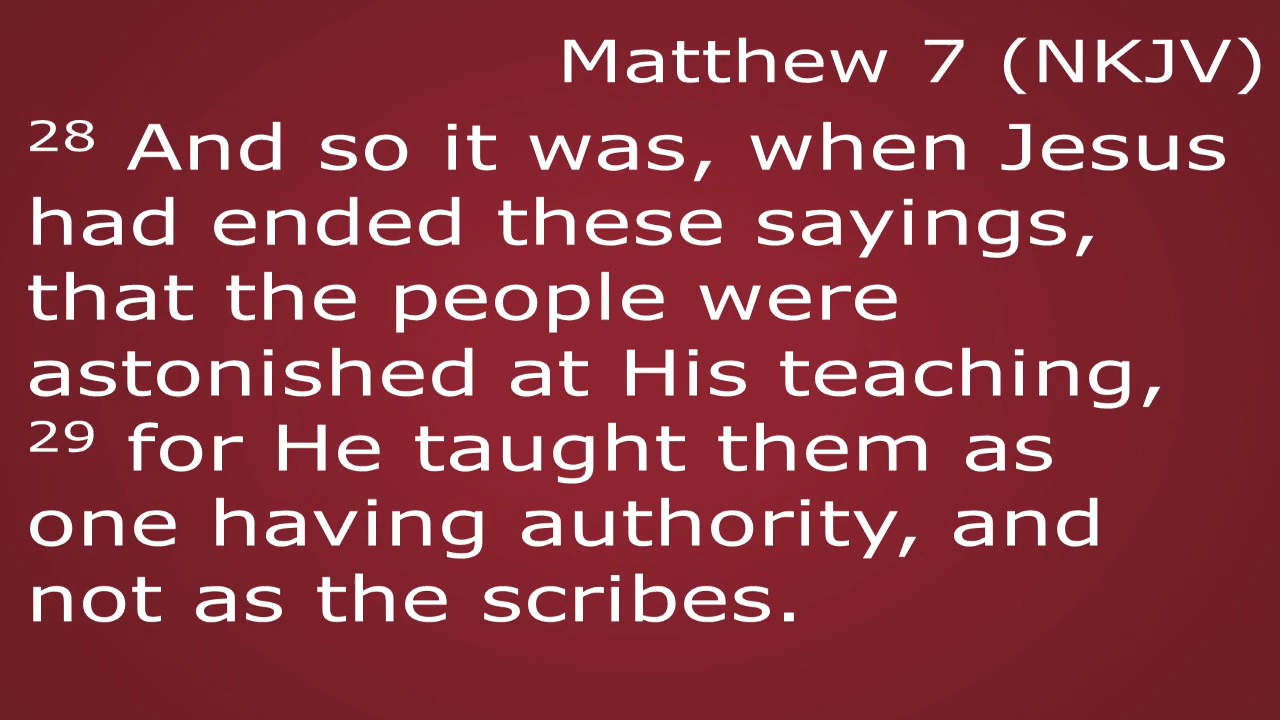 Matthew 7 (NKJV)
28 And so it was, when Jesus
had ended these sayings,
that the people were
astonished at His teaching,
29 for He taught them as
one having authority, and
not as the scribes.